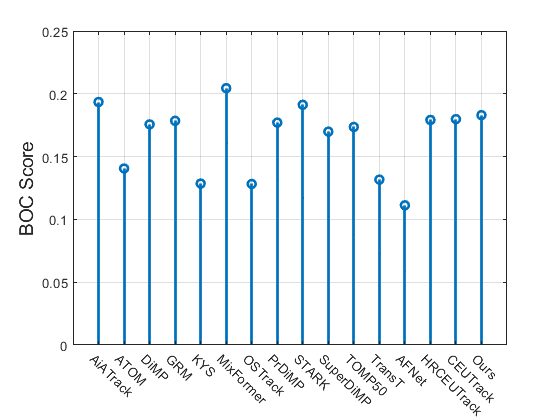 BOC Score
0.25
0.2
0.15
0.1
0.05
0
AiATrack
ATOM
DiMP
GRM
KYS
MixFormer
OSTrack
PrDiMP
STARK
SuperDiMP
TOMP50
TransT
AFNet
HRCEUTrack
CEUTrack
Ours